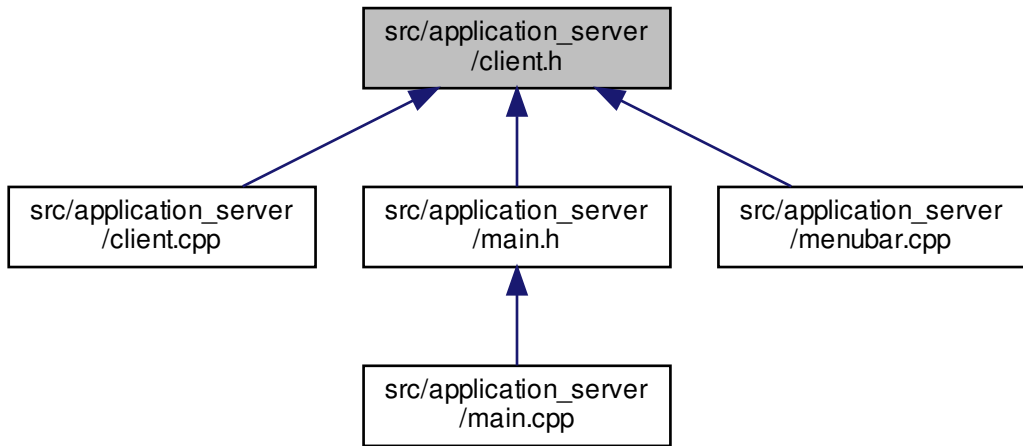 src/application_server
/client.h
src/application_server
/client.cpp
src/application_server
/main.h
src/application_server
/menubar.cpp
src/application_server
/main.cpp